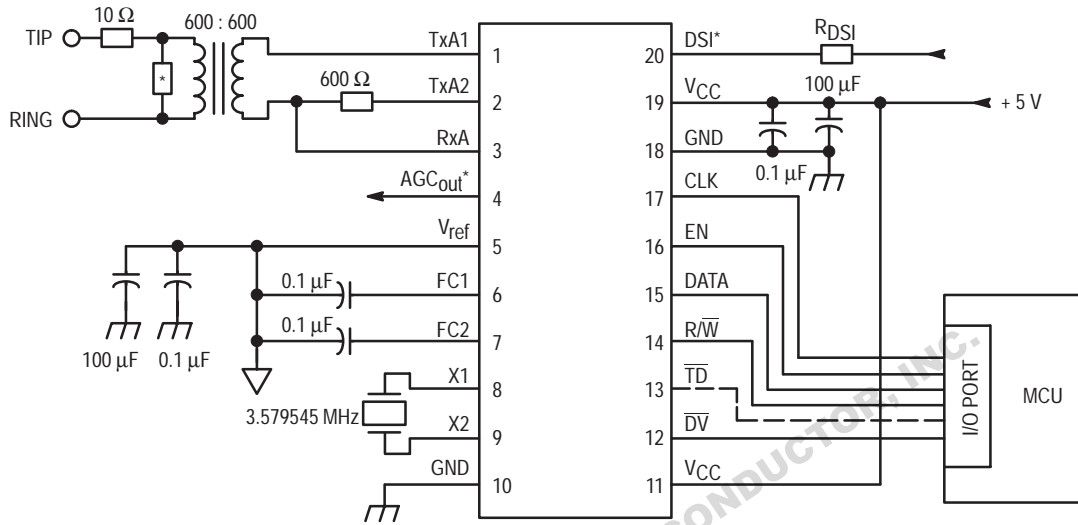 10 Ω
600 : 600
TIP
*
RING
TxA1
1
600 Ω
TxA2
2
RxA
3
AGCout*
4
Vref
5
0.1 µF
FC1
6
0.1 µF
FC2
7
100 µF
0.1 µF
X1
8
3.579545 MHz
X2
9
GND
10
20
DSI*
RDSI
19
VCC
100 µF
+ 5 V
18
GND
0.1 µF
17
CLK
16
EN
15
DATA
14
R/W̅
13
T̅D̅
12
D̅V̅
11
VCC
I/O PORT
MCU
CONDUCTOR, INC.